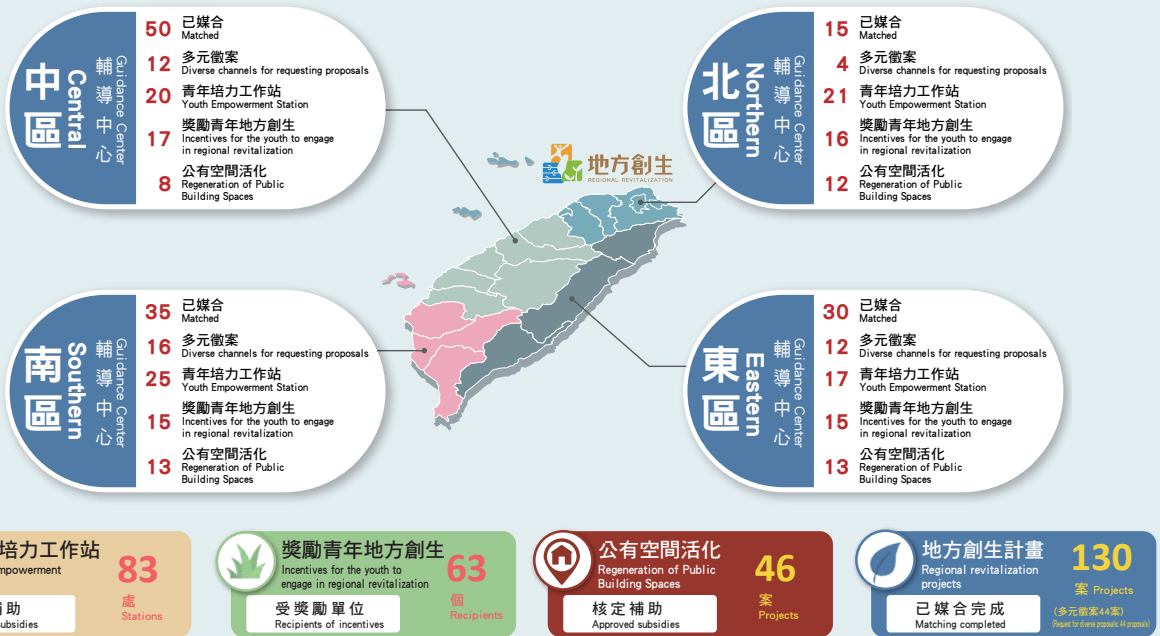 中區
Central
輔導中心
Guidance Center
50 已媒合
Matched
12 多元徵案
Diverse channels for requesting proposals
20 青年培力工作站
Youth Empowerment Station
17 獎勵青年地方創生
Incentives for the youth to engage
in regional revitalization
8 公有空間活化
Regeneration of Public
Building Spaces
北區
Northern
輔導中心
Guidance Center
15 已媒合
Matched
4 多元徵案
Diverse channels for requesting proposals
21 青年培力工作站
Youth Empowerment Station
16 獎勵青年地方創生
Incentives for the youth to engage
in regional revitalization
12 公有空間活化
Regeneration of Public
Building Spaces
地方創生
REGIONAL REVITALIZATION
南區
Southern
輔導中心
Guidance Center
35 已媒合
Matched
16 多元徵案
Diverse channels for requesting proposals
25 青年培力工作站
Youth Empowerment Station
15 獎勵青年地方創生
Incentives for the youth to engage
in regional revitalization
13 公有空間活化
Regeneration of Public
Building Spaces
東區
Eastern
輔導中心
Guidance Center
30 已媒合
Matched
12 多元徵案
Diverse channels for requesting proposals
17 青年培力工作站
Youth Empowerment Station
15 獎勵青年地方創生
Incentives for the youth to engage
in regional revitalization
13 公有空間活化
Regeneration of Public
Building Spaces
培力工作站
mpowerment
83
處
Stations
助
subsidies
獎勵青年地方創生
Incentives for the youth to
engage in regional revitalization
63
個
Recipients
受獎勵單位
Recipients of incentives
公有空間活化
Regeneration of Public
Building Spaces
46
案
Projects
核定補助
Approved subsidies
地方創生計畫
Regional revitalization
projects
130
案 Projects
已媒合完成
Matching completed
(多元徵案44案)
(Request for diverse proposals: 44 proposals)